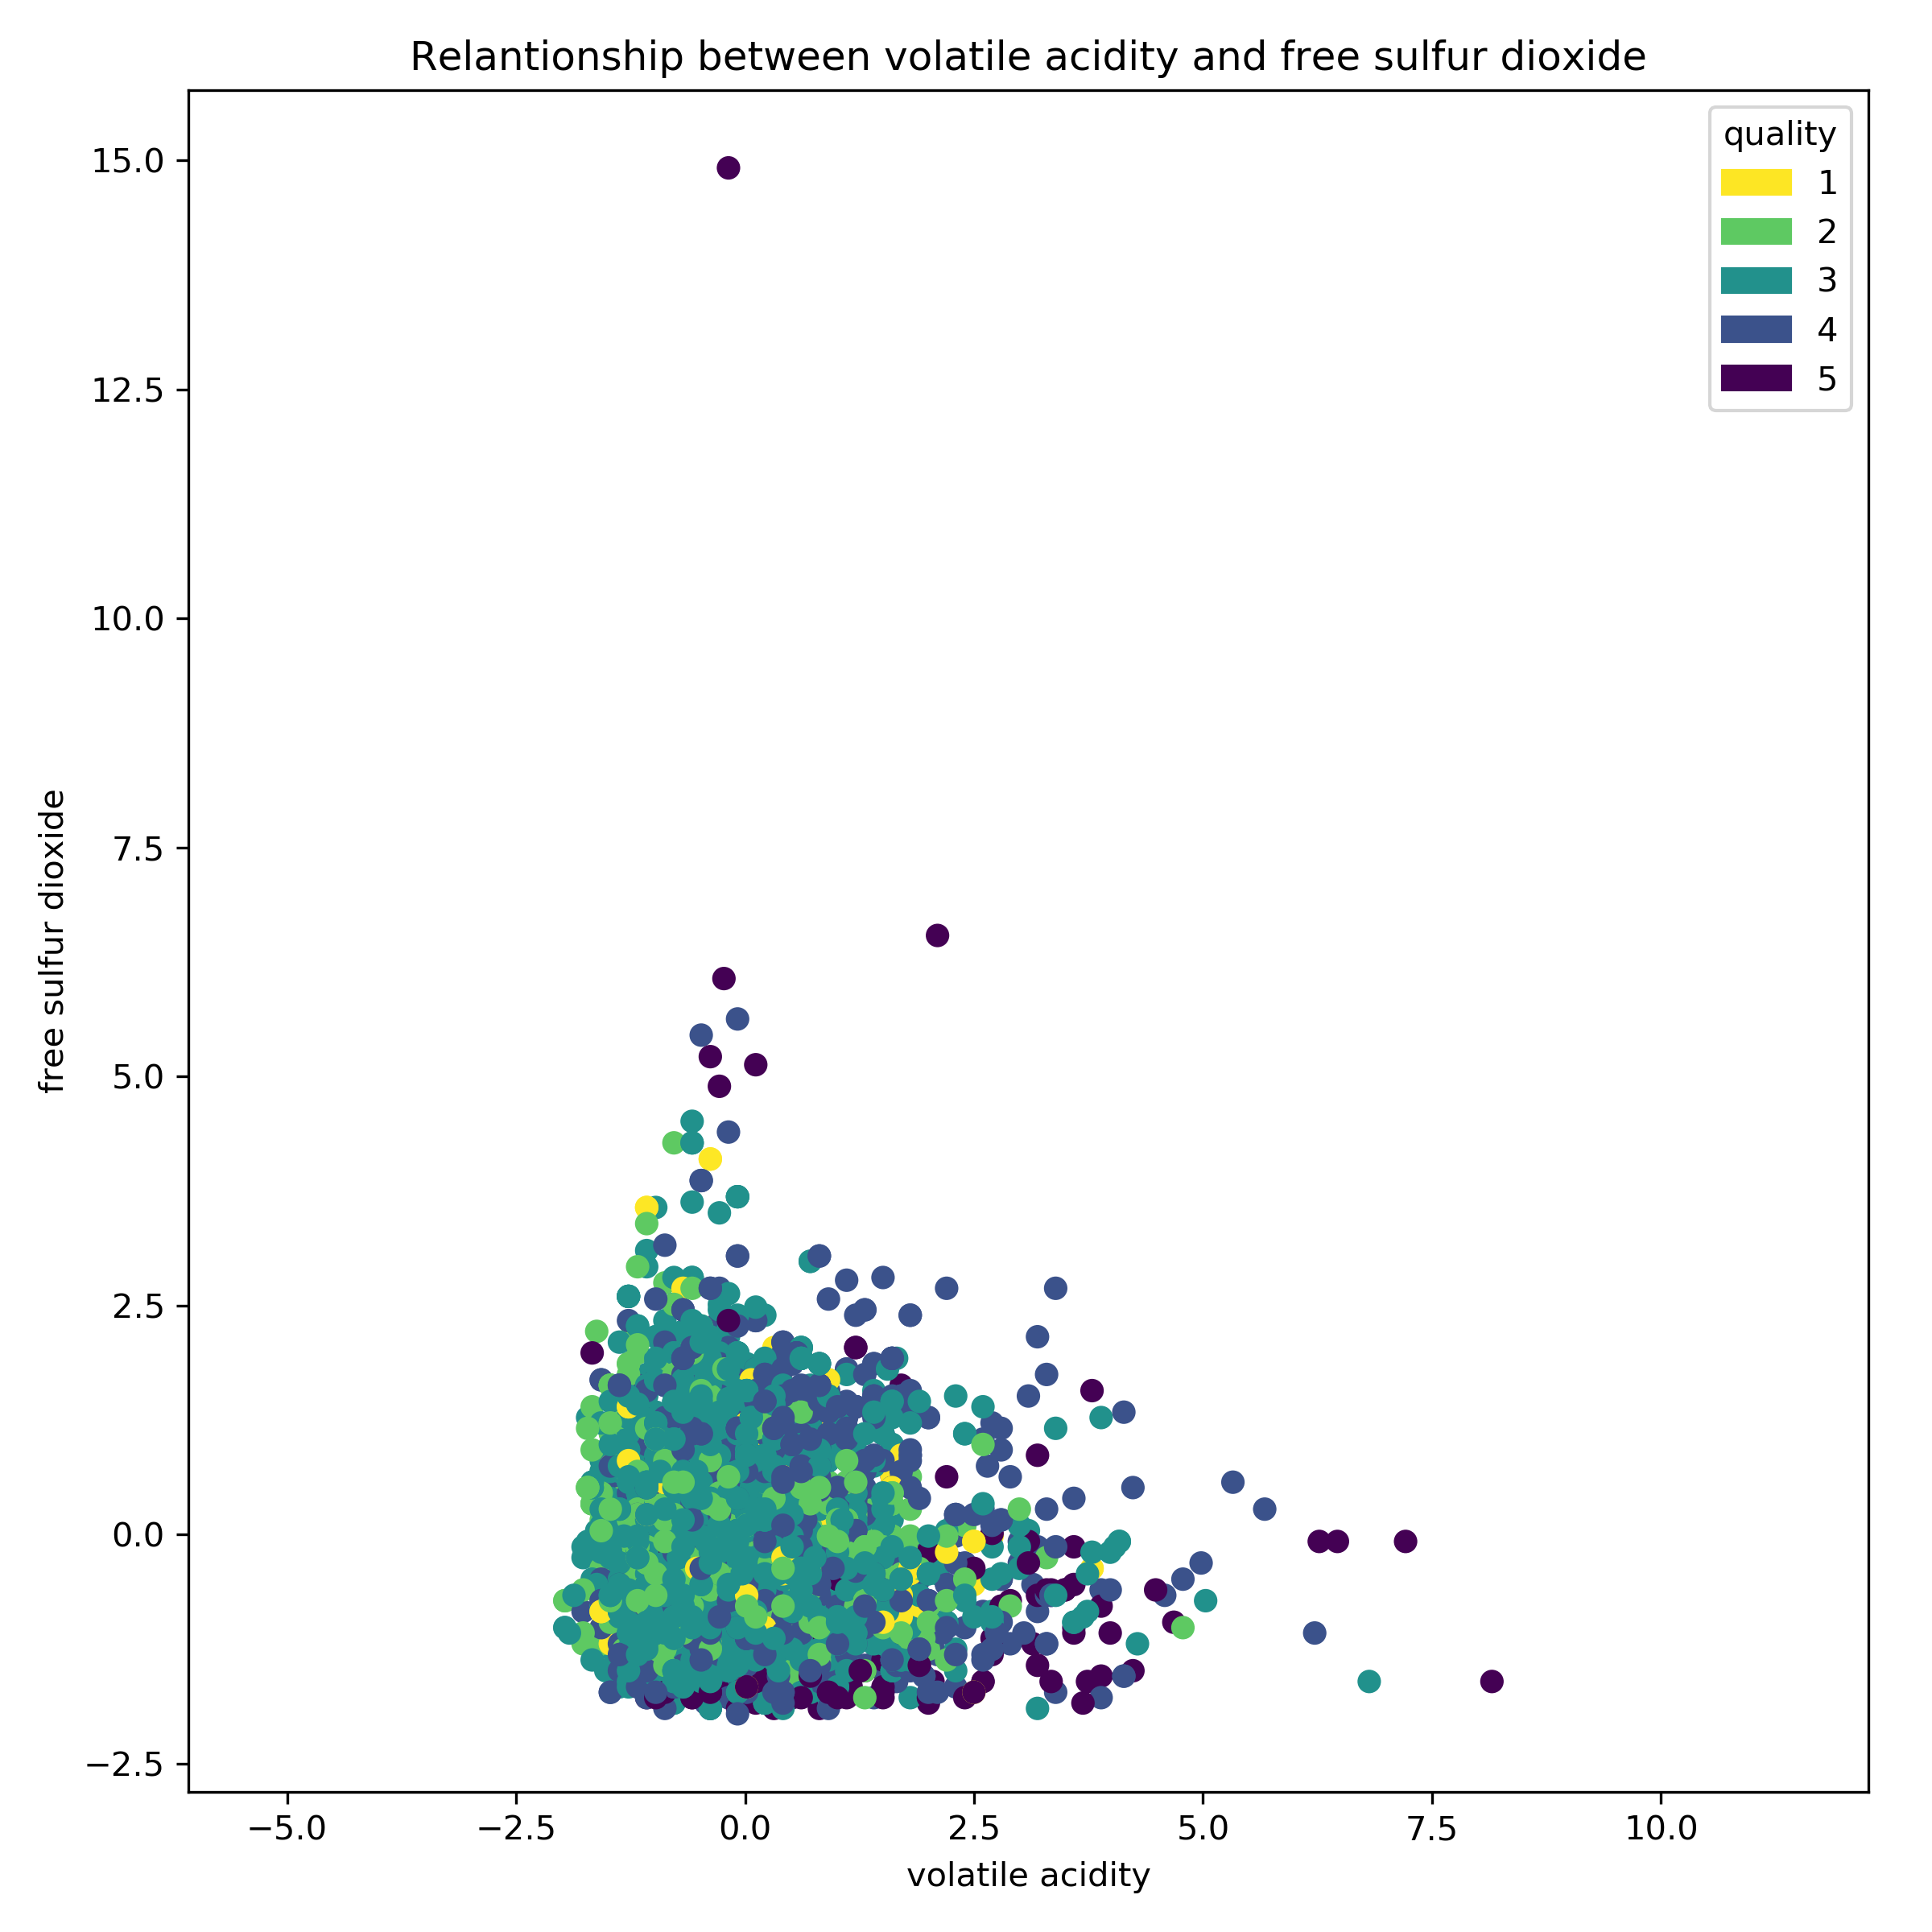 Relantionship between volatile acidity and free sulfur dioxide
quality
1
2
3
4
5
15.0
12.5
10.0
7.5
5.0
2.5
0.0
−2.5
free sulfur dioxide
−5.0 −2.5 0.0 2.5 5.0 7.5 10.0
volatile acidity